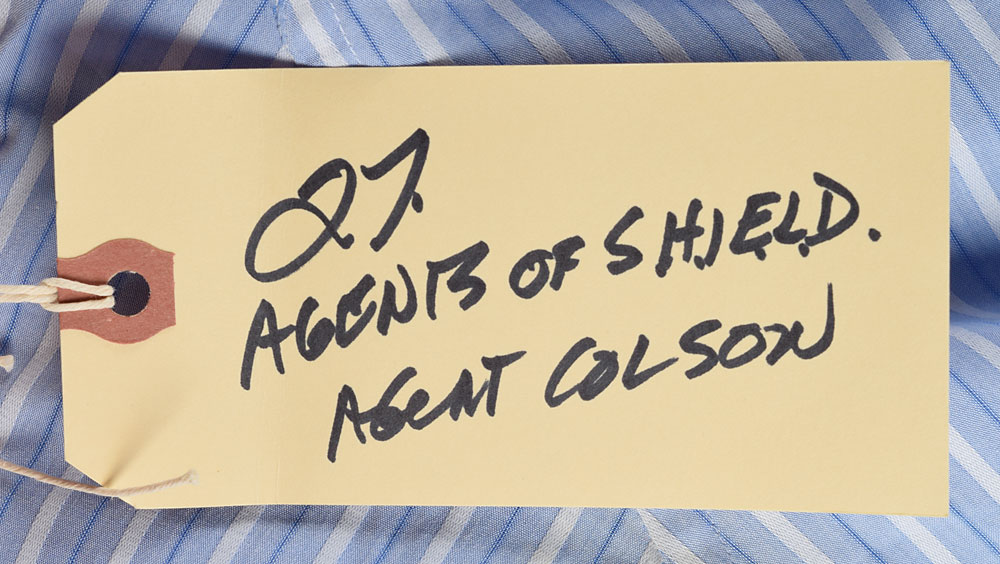 27
AGENTS OF S.H.I.E.L.D.
AGENT COLSON